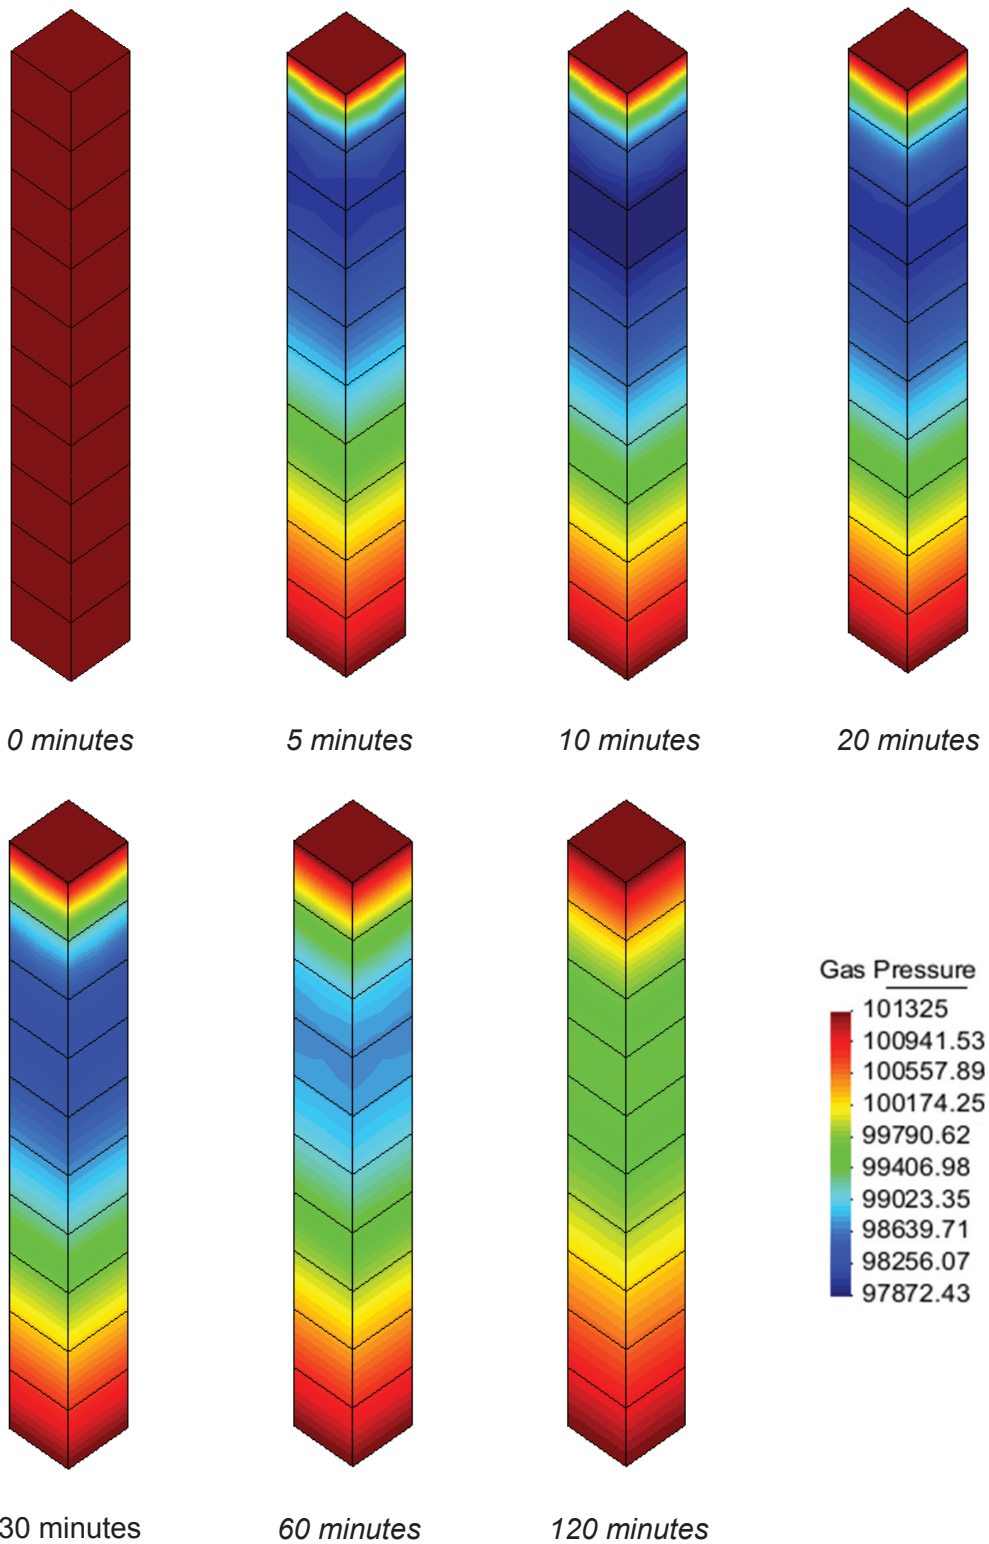 0 minutes
5 minutes
10 minutes
20 minutes
Gas Pressure
101325
100941.53
100557.89
100174.25
99790.62
99406.98
99023.35
98639.71
98256.07
97872.43
30 minutes
60 minutes
120 minutes